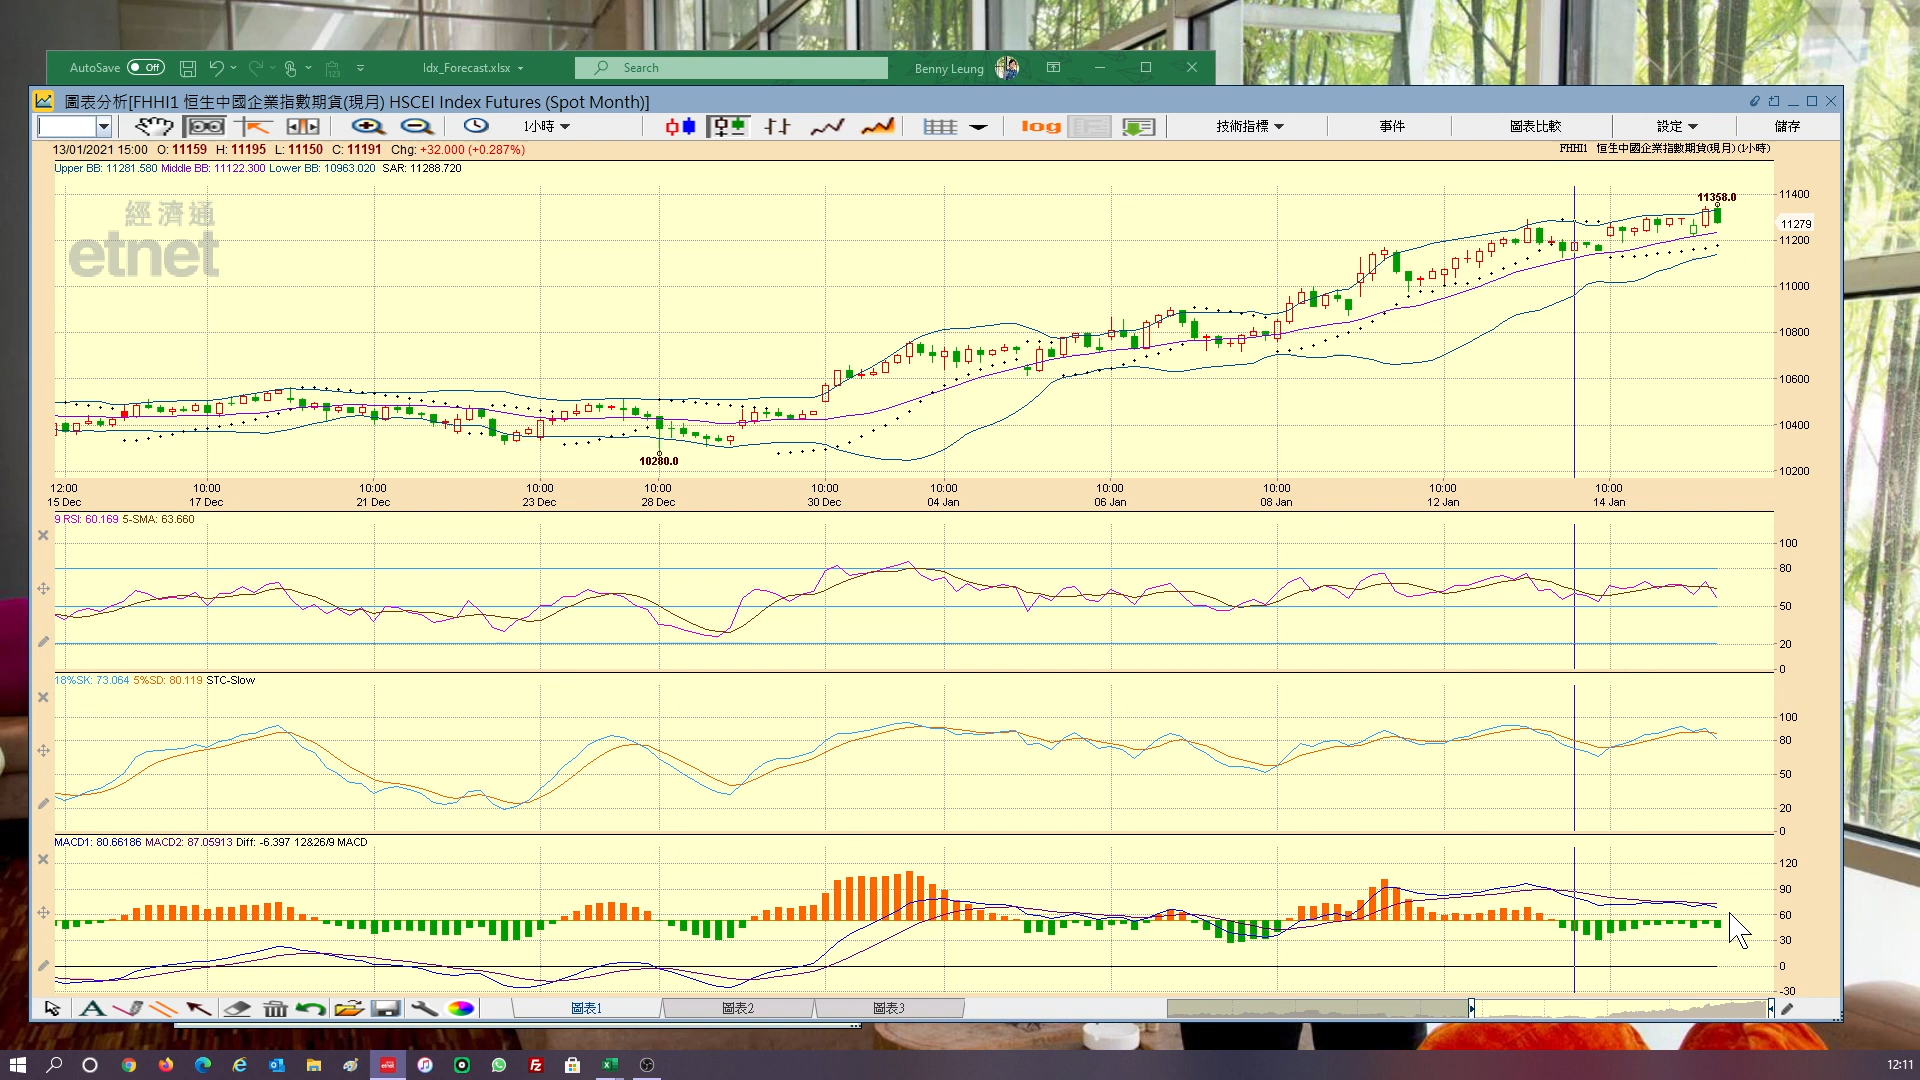 AutoSave Off Idx_Forecast.xlsx Search Benny Leung
圖表分析[FHHI1 恒生中國企業指數期貨(現月) HSCEI Index Futures (Spot Month)]
1小時 log 技術指標 事件 圖表比較 設定 儲存
13/01/2021 15:00 O: 11159 H: 11195 L: 11150 C: 11191 Chg: +32.000 (+0.287%) FHHI1 恒生中國企業指數期貨(現月) (1小時)
Upper BB: 11281.580 Middle BB: 11122.300 Lower BB: 10963.020 SAR: 11288.720
經濟通
etnet
11358.0
10280.0
11400
11279
11200
11000
10800
10600
10400
10200
12:00 10:00 10:00 10:00 10:00 10:00 10:00 10:00 10:00 10:00 10:00
15 Dec 17 Dec 21 Dec 23 Dec 28 Dec 30 Dec 04 Jan 06 Jan 08 Jan 12 Jan 14 Jan
9 RSI: 60.169 5-SMA: 63.660
100
80
50
20
0
18%SK: 73.064 5%SD: 80.119 STC-Slow
100
80
50
20
0
MACD1: 80.66186 MACD2: 87.05913 Diff: -6.397 12&26/9 MACD
120
90
60
30
0
-30
圖表1 圖表2 圖表3
12:11